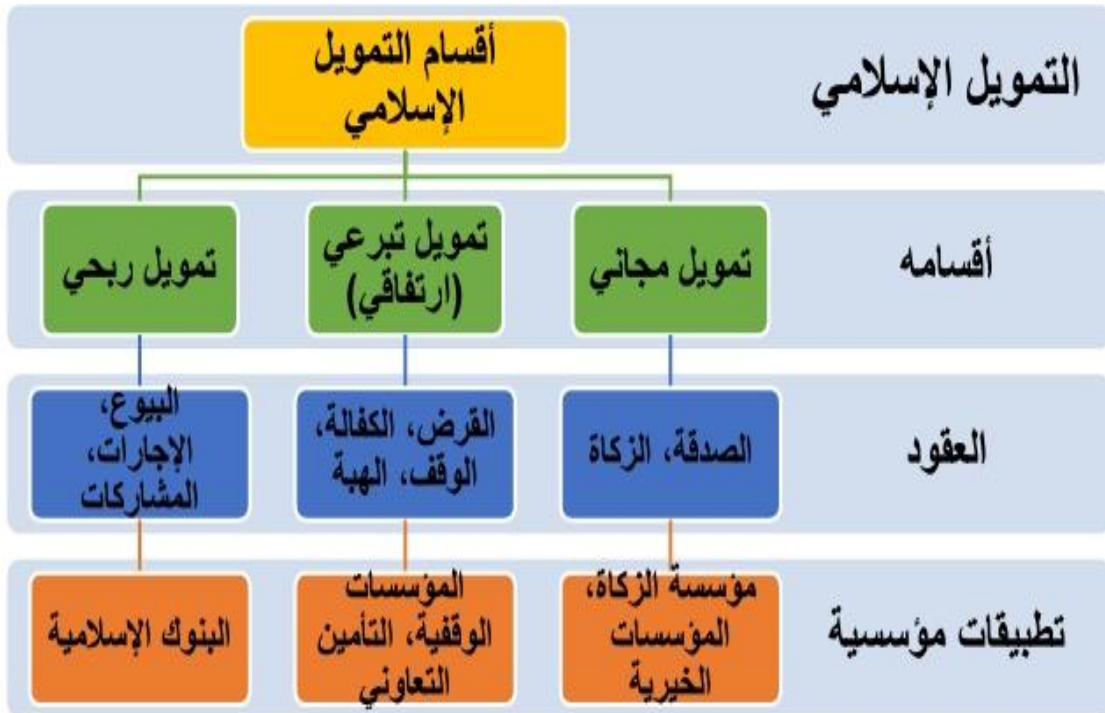 التمويل الإسلامي
أقسام التمويل
الإسلامي
أقسامه
تمويل مجاني
تمويل تبرعي
(ارتفاقي)
تمويل ربحي
العقود
الصدقة، الزكاة
القرض، الكفالة،
الوقف، الهبة
البيوع،
الإجارات،
المشاركات
تطبيقات مؤسسية
مؤسسة الزكاة،
المؤسسات
الخيرية
المؤسسات
الوقفية، التأمين
التعاوني
البنوك الإسلامية